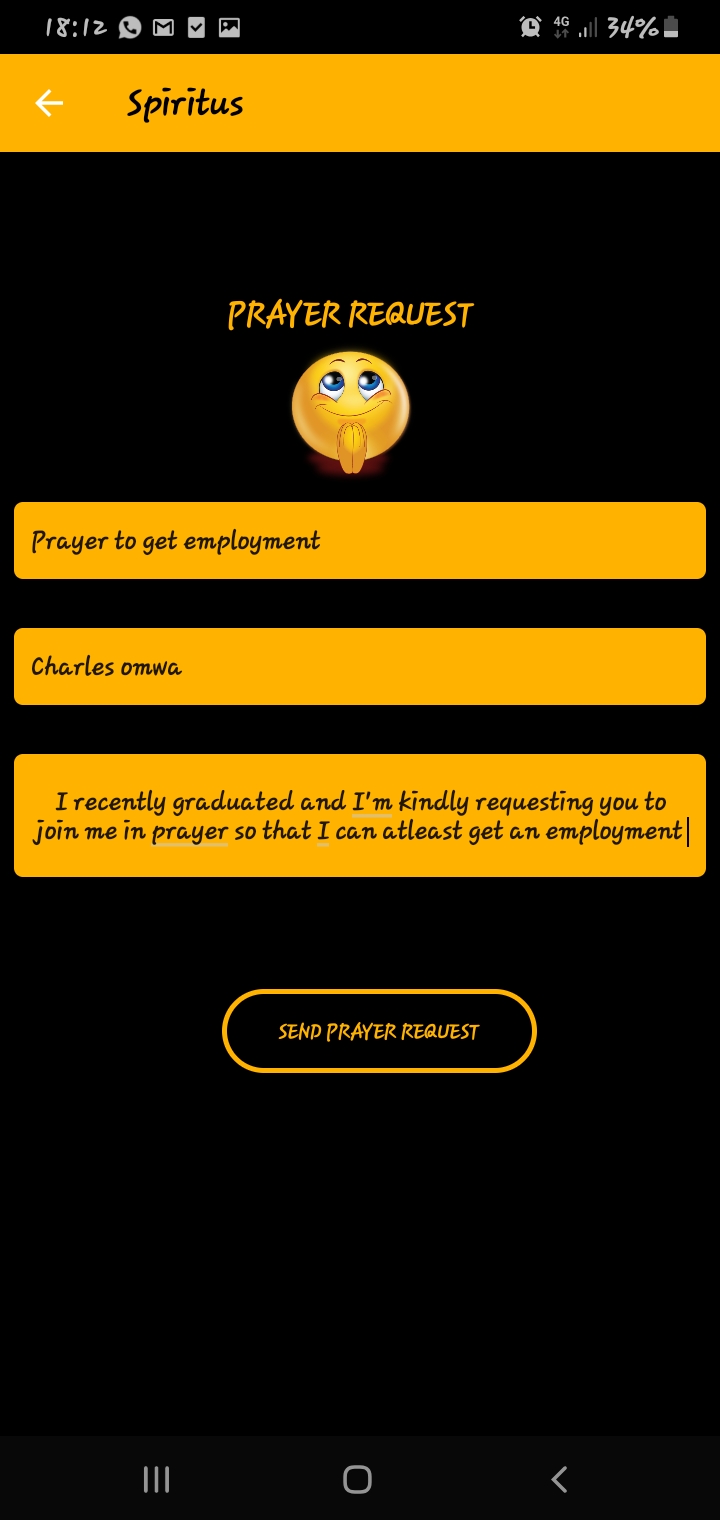 18:12 4G 34%
Spiritus
PRAYER REQUEST
Prayer to get employment
Charles omwa
I recently graduated and I'm kindly requesting you to
join me in prayer so that I can atleast get an employment
SEND PRAYER REQUEST